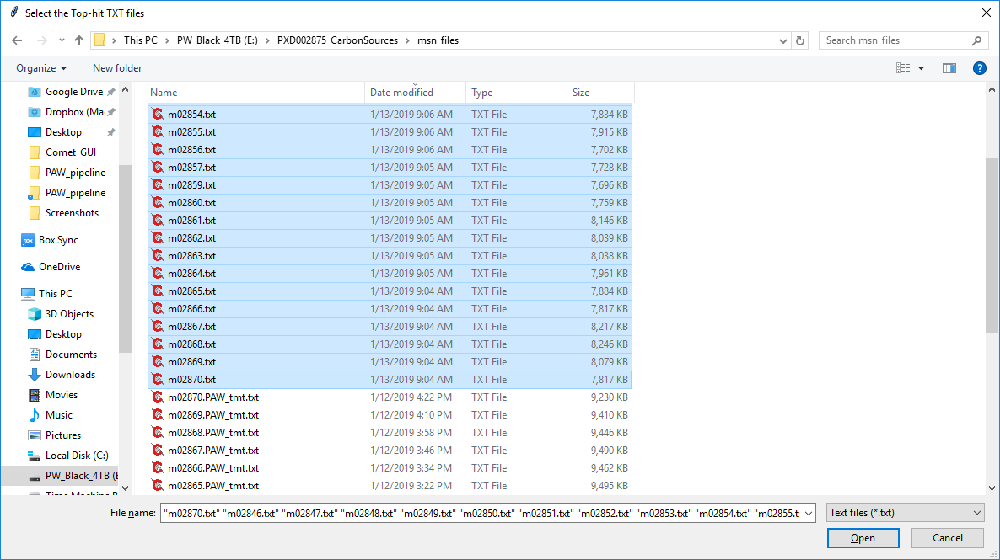 Select the Top-hit TXT files
This PC › PW_Black_4TB (E:) › PXD002875_CarbonSources › msn_files
Search msn_files
Organize
New folder
Google Drive
Dropbox (Ma
Desktop
Comet_GUI
PAW_pipeline
PAW_pipeline
Screenshots
box Box Sync
OneDrive
This PC
3D Objects
Desktop
Documents
Downloads
Movies
Music
Pictures
Local Disk (C:)
PW_Black_4TB (E
Time Machine B
Name Date modified Type Size
m02854.txt 1/13/2019 9:06 AM TXT File 7,834 KB
m02855.txt 1/13/2019 9:06 AM TXT File 7,915 KB
m02856.txt 1/13/2019 9:06 AM TXT File 7,702 KB
m02857.txt 1/13/2019 9:05 AM TXT File 7,728 KB
m02859.txt 1/13/2019 9:05 AM TXT File 7,696 KB
m02860.txt 1/13/2019 9:05 AM TXT File 7,759 KB
m02861.txt 1/13/2019 9:05 AM TXT File 8,146 KB
m02862.txt 1/13/2019 9:05 AM TXT File 8,039 KB
m02863.txt 1/13/2019 9:05 AM TXT File 8,038 KB
m02864.txt 1/13/2019 9:05 AM TXT File 7,961 KB
m02865.txt 1/13/2019 9:04 AM TXT File 7,884 KB
m02866.txt 1/13/2019 9:04 AM TXT File 7,817 KB
m02867.txt 1/13/2019 9:04 AM TXT File 8,217 KB
m02868.txt 1/13/2019 9:04 AM TXT File 8,246 KB
m02869.txt 1/13/2019 9:04 AM TXT File 8,079 KB
m02870.txt 1/13/2019 9:04 AM TXT File 7,817 KB
m02870.PAW_tmt.txt 1/12/2019 4:22 PM TXT File 9,230 KB
m02869.PAW_tmt.txt 1/12/2019 4:10 PM TXT File 9,410 KB
m02868.PAW_tmt.txt 1/12/2019 3:58 PM TXT File 9,446 KB
m02867.PAW_tmt.txt 1/12/2019 3:46 PM TXT File 9,490 KB
m02866.PAW_tmt.txt 1/12/2019 3:34 PM TXT File 9,462 KB
m02865.PAW_tmt.txt 1/12/2019 3:22 PM TXT File 9,495 KB
File name: "m02870.txt" "m02846.txt" "m02847.txt" "m02848.txt" "m02849.txt" "m02850.txt" "m02851.txt" "m02852.txt" "m02853.txt" "m02854.txt" "m02855.t
Text files (*.txt)
Open
Cancel